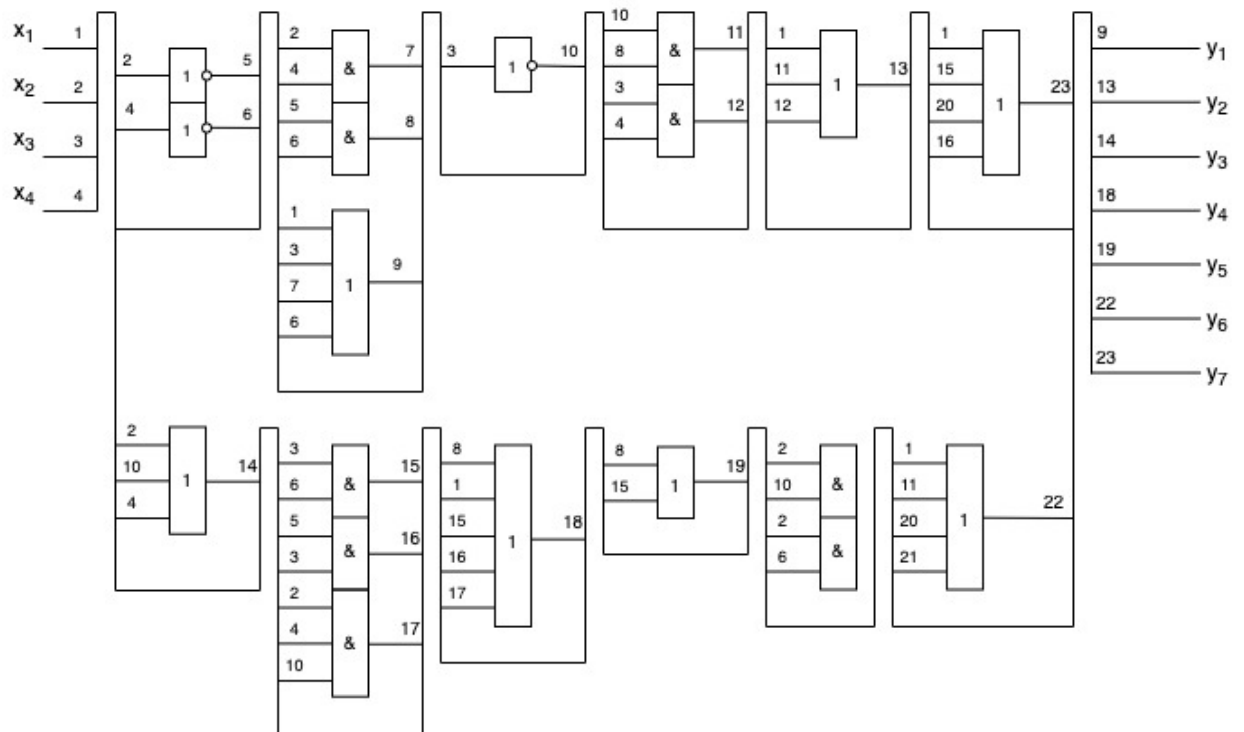 x1 1 2 1 5 2 & 7 3 1 10 10 & 11 1 1 13 1 1 23 9 y1
x2 2 4 1 6 4 8 11 15 13 y2
x3 3 5 & 8 3 & 12 12 20 14 y3
x4 4 6 4 16 18 y4
1 1 9 19 y5
3 22 y6
7 23 y7
6
2 1 14 3 & 15 8 1 18 8 1 19 2 & 1 1 22
10 6 1 15 10 11
4 5 & 16 15 2 & 20
3 16 6 21
2 & 17 17
4
10